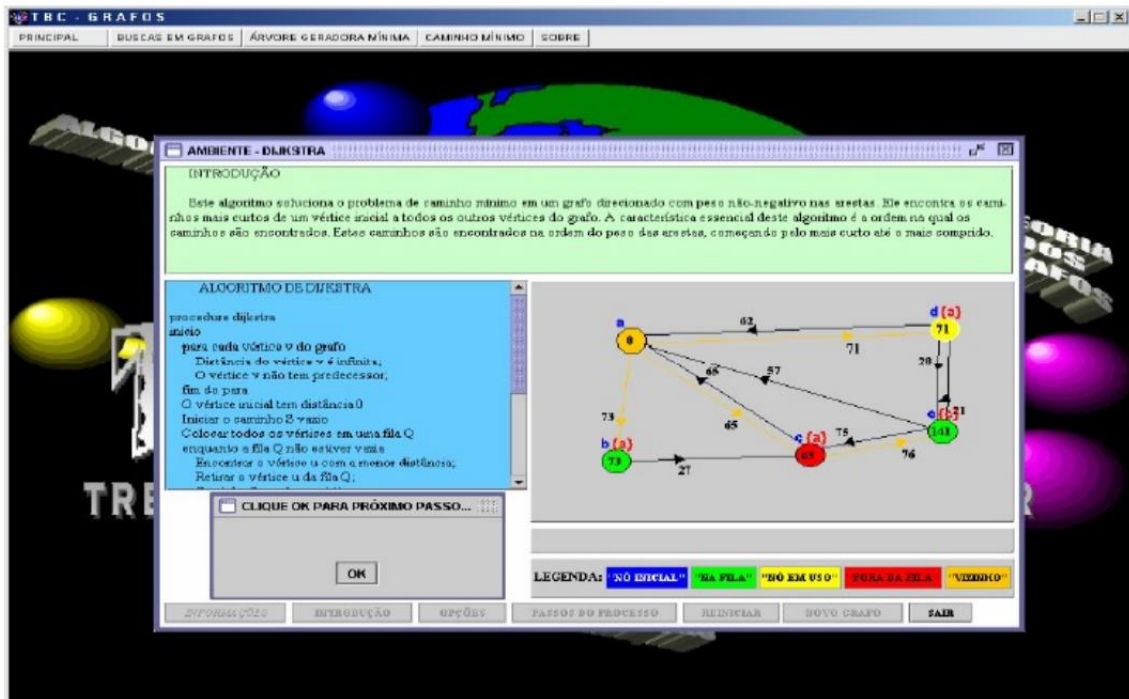 TBC - GRAFOS
PRINCIPAL BUSCAS EM GRAFOS ÁRVORE GERADORA MÍNIMA CAMINHO MÍNIMO SOBRE
AMBIENTE - DIJKSTRA
INTRODUÇÃO
Este algoritmo soluciona o problema de caminho mínimo em um grafo direcionado com peso não-negativo nas arestas. Ele encontra os cami-
nhos mais curtos de um vértice inicial a todos os outros vértices do grafo. A característica essencial deste algoritmo é a ordem na qual os
caminhos são encontrados. Estes caminhos são encontrados na ordem do peso das arestas, começando pelo mais curto até o mais comprido.
ALGORITMO DE DIJKSTRA
procedure dijkstra
inicio
para cada vértice v do grafo
Distância do vértice v é infinita;
O vértice v não tem predecessor;
fim do para
O vértice inicial tem distância 0
Iniciar o caminho S vazio
Colocar todos os vértices em uma fila Q
enquanto a fila Q não estiver vazia
Encontrar o vértice u com a menor distância;
Retirar o vértice u da fila Q;
a
0
62
d (a)
71
71
28
68
57
73
65
21
e
141
75
c (a)
76
b (a)
73
27
CLIQUE OK PARA PRÓXIMO PASSO...
OK
LEGENDA: "NÓ INICIAL" "NA FILA" "NÓ EM USO" "FORA DA FILA" "VIZINHO"
INFORMAÇÕES INTRODUÇÃO OPÇÕES PASSOS DO PROCESSO REINICIAR NOVO GRAFO SAIR
TRE
R